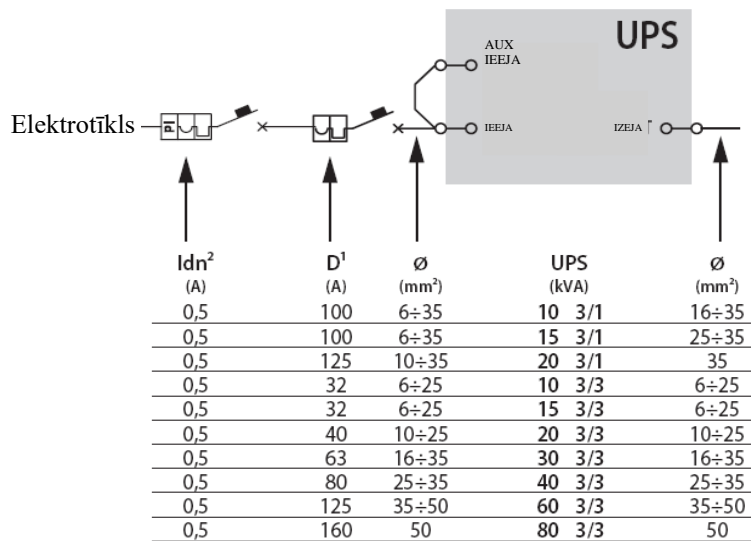 UPS
AUX
IEEJA
Elektrotīkls
PI
IEEJA
IZEJA
Idn² D¹ Ø UPS Ø
(A) (A) (mm²) (kVA) (mm²)
0,5 100 6÷35 10 3/1 16÷35
0,5 100 6÷35 15 3/1 25÷35
0,5 125 10÷35 20 3/1 35
0,5 32 6÷25 10 3/3 6÷25
0,5 32 6÷25 15 3/3 6÷25
0,5 40 10÷25 20 3/3 10÷25
0,5 63 16÷35 30 3/3 16÷35
0,5 80 25÷35 40 3/3 25÷35
0,5 125 35÷50 60 3/3 35÷50
0,5 160 50 80 3/3 50